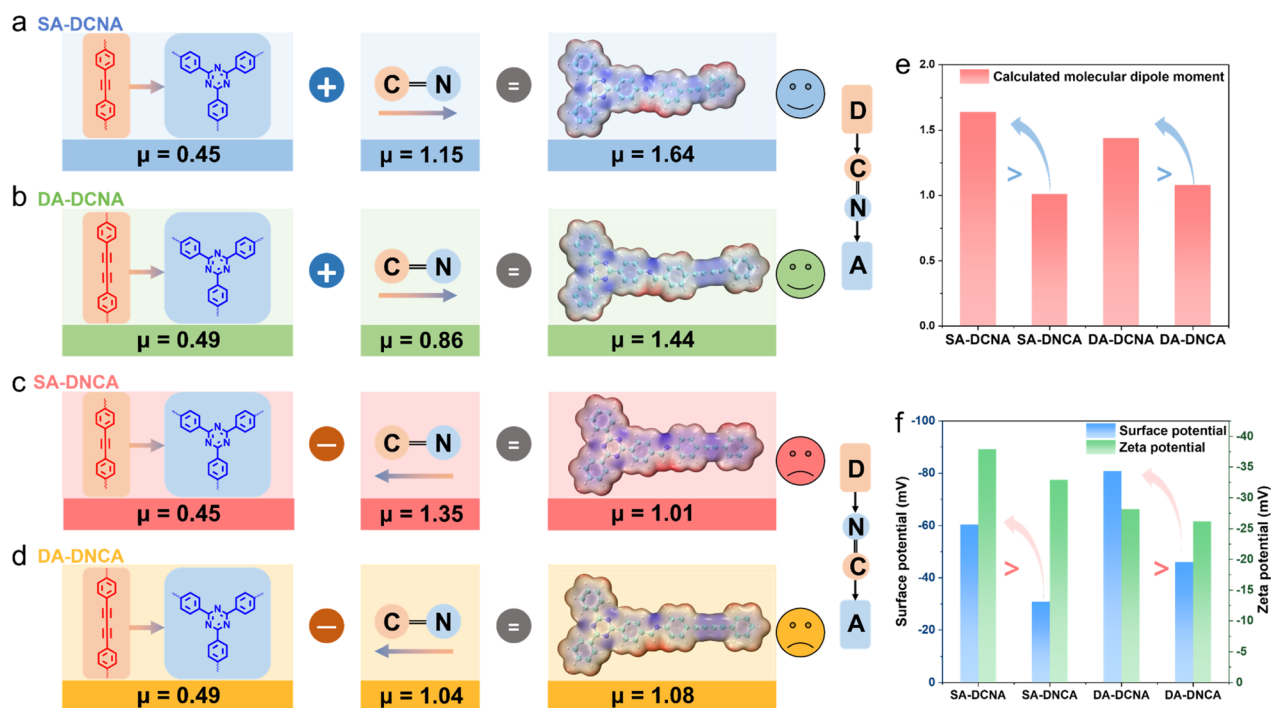 a SA-DCNA
N N
N
+
C=N
=
D
C
N
A
μ = 0.45
μ = 1.15
μ = 1.64
b DA-DCNA
N N
N
+
C=N
=
μ = 0.49
μ = 0.86
μ = 1.44
c SA-DNCA
N N
N
−
C=N
=
D
N
C
A
μ = 0.45
μ = 1.35
μ = 1.01
d DA-DNCA
N N
N
−
C=N
=
μ = 0.49
μ = 1.04
μ = 1.08
e
Calculated molecular dipole moment
2.0
1.5
1.0
0.5
0.0
> >
SA-DCNA SA-DNCA DA-DCNA DA-DNCA
f
Surface potential
Zeta potential
Surface potential (mV)
-100
-80
-60
-40
-20
0
> >
Zeta potential (mV)
-40
-35
-30
-25
-20
-15
-10
-5
0
SA-DCNA SA-DNCA DA-DCNA DA-DNCA